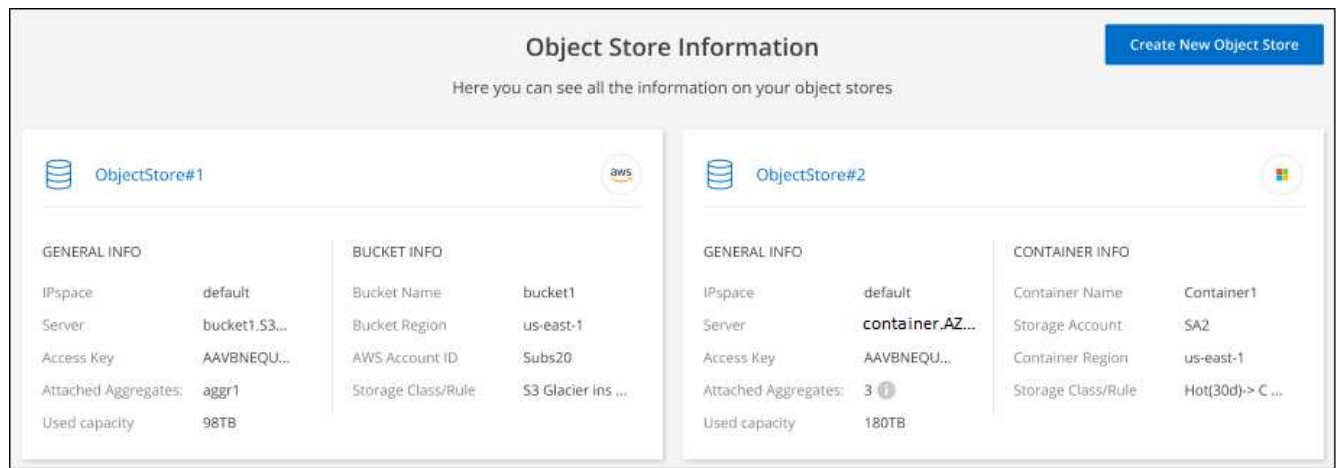 Object Store Information
Create New Object Store
Here you can see all the information on your object stores
ObjectStore#1
aws
GENERAL INFO
BUCKET INFO
IPspace default
Bucket Name bucket1
Server bucket1.S3...
Bucket Region us-east-1
Access Key AAVBNEQU...
AWS Account ID Subs20
Attached Aggregates: aggr1
Storage Class/Rule S3 Glacier ins ...
Used capacity 98TB
ObjectStore#2
GENERAL INFO
CONTAINER INFO
IPspace default
Container Name Container1
Server container.AZ...
Storage Account SA2
Access Key AAVBNEQU...
Container Region us-east-1
Attached Aggregates: 3 i
Storage Class/Rule Hot(30d)-> C ...
Used capacity 180TB